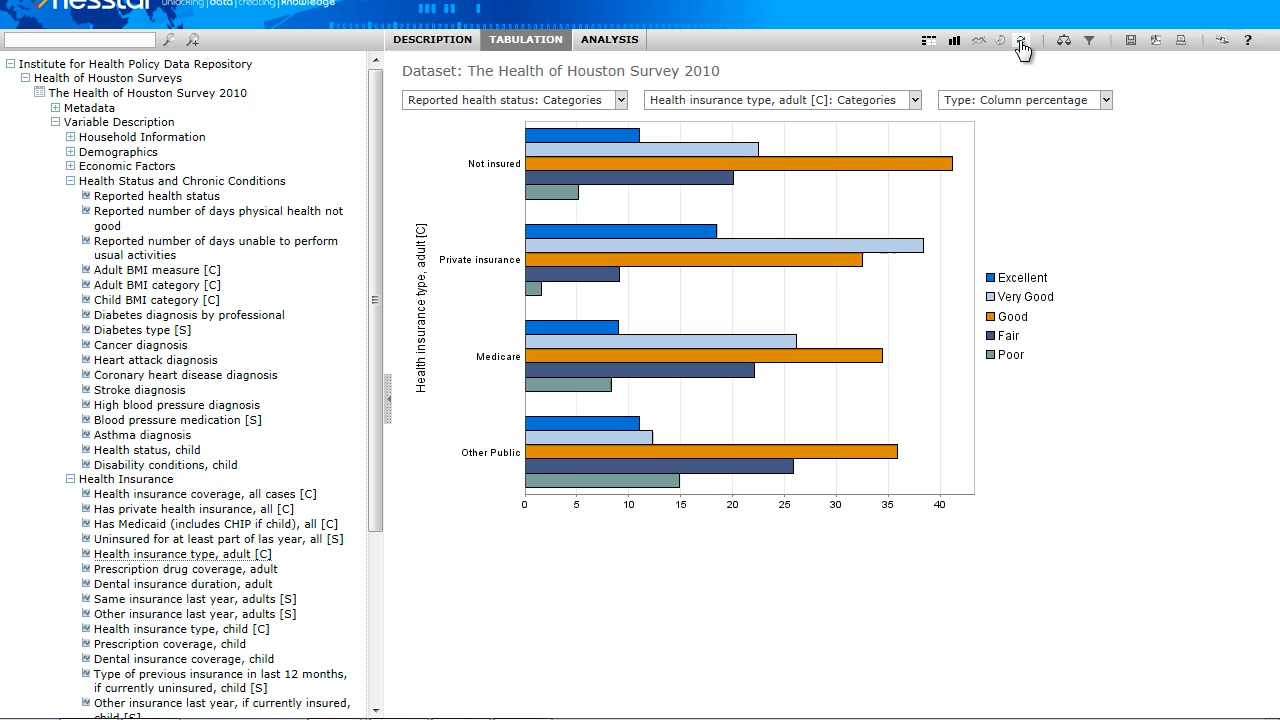 nesstar unlocking|data|creating|knowledge
DESCRIPTION TABULATION ANALYSIS
Institute for Health Policy Data Repository
Health of Houston Surveys
The Health of Houston Survey 2010
Metadata
Variable Description
Household Information
Demographics
Economic Factors
Health Status and Chronic Conditions
Reported health status
Reported number of days physical health not
good
Reported number of days unable to perform
usual activities
Adult BMI measure [C]
Adult BMI category [C]
Child BMI category [C]
Diabetes diagnosis by professional
Diabetes type [S]
Cancer diagnosis
Heart attack diagnosis
Coronary heart disease diagnosis
Stroke diagnosis
High blood pressure diagnosis
Blood pressure medication [S]
Asthma diagnosis
Health status, child
Disability conditions, child
Health Insurance
Health insurance coverage, all cases [C]
Has private health insurance, all [C]
Has Medicaid (includes CHIP if child), all [C]
Uninsured for at least part of las year, all [S]
Health insurance type, adult [C]
Prescription drug coverage, adult
Dental insurance duration, adult
Same insurance last year, adults [S]
Other insurance last year, adults [S]
Health insurance type, child [C]
Prescription coverage, child
Dental insurance coverage, child
Type of previous insurance in last 12 months,
if currently uninsured, child [S]
Other insurance last year, if currently insured,
child [S]
Dataset: The Health of Houston Survey 2010
Reported health status: Categories
Health insurance type, adult [C]: Categories
Type: Column percentage
Health insurance type, adult [C]
Not insured
Private insurance
Medicare
Other Public
0 5 10 15 20 25 30 35 40
Excellent
Very Good
Good
Fair
Poor
?